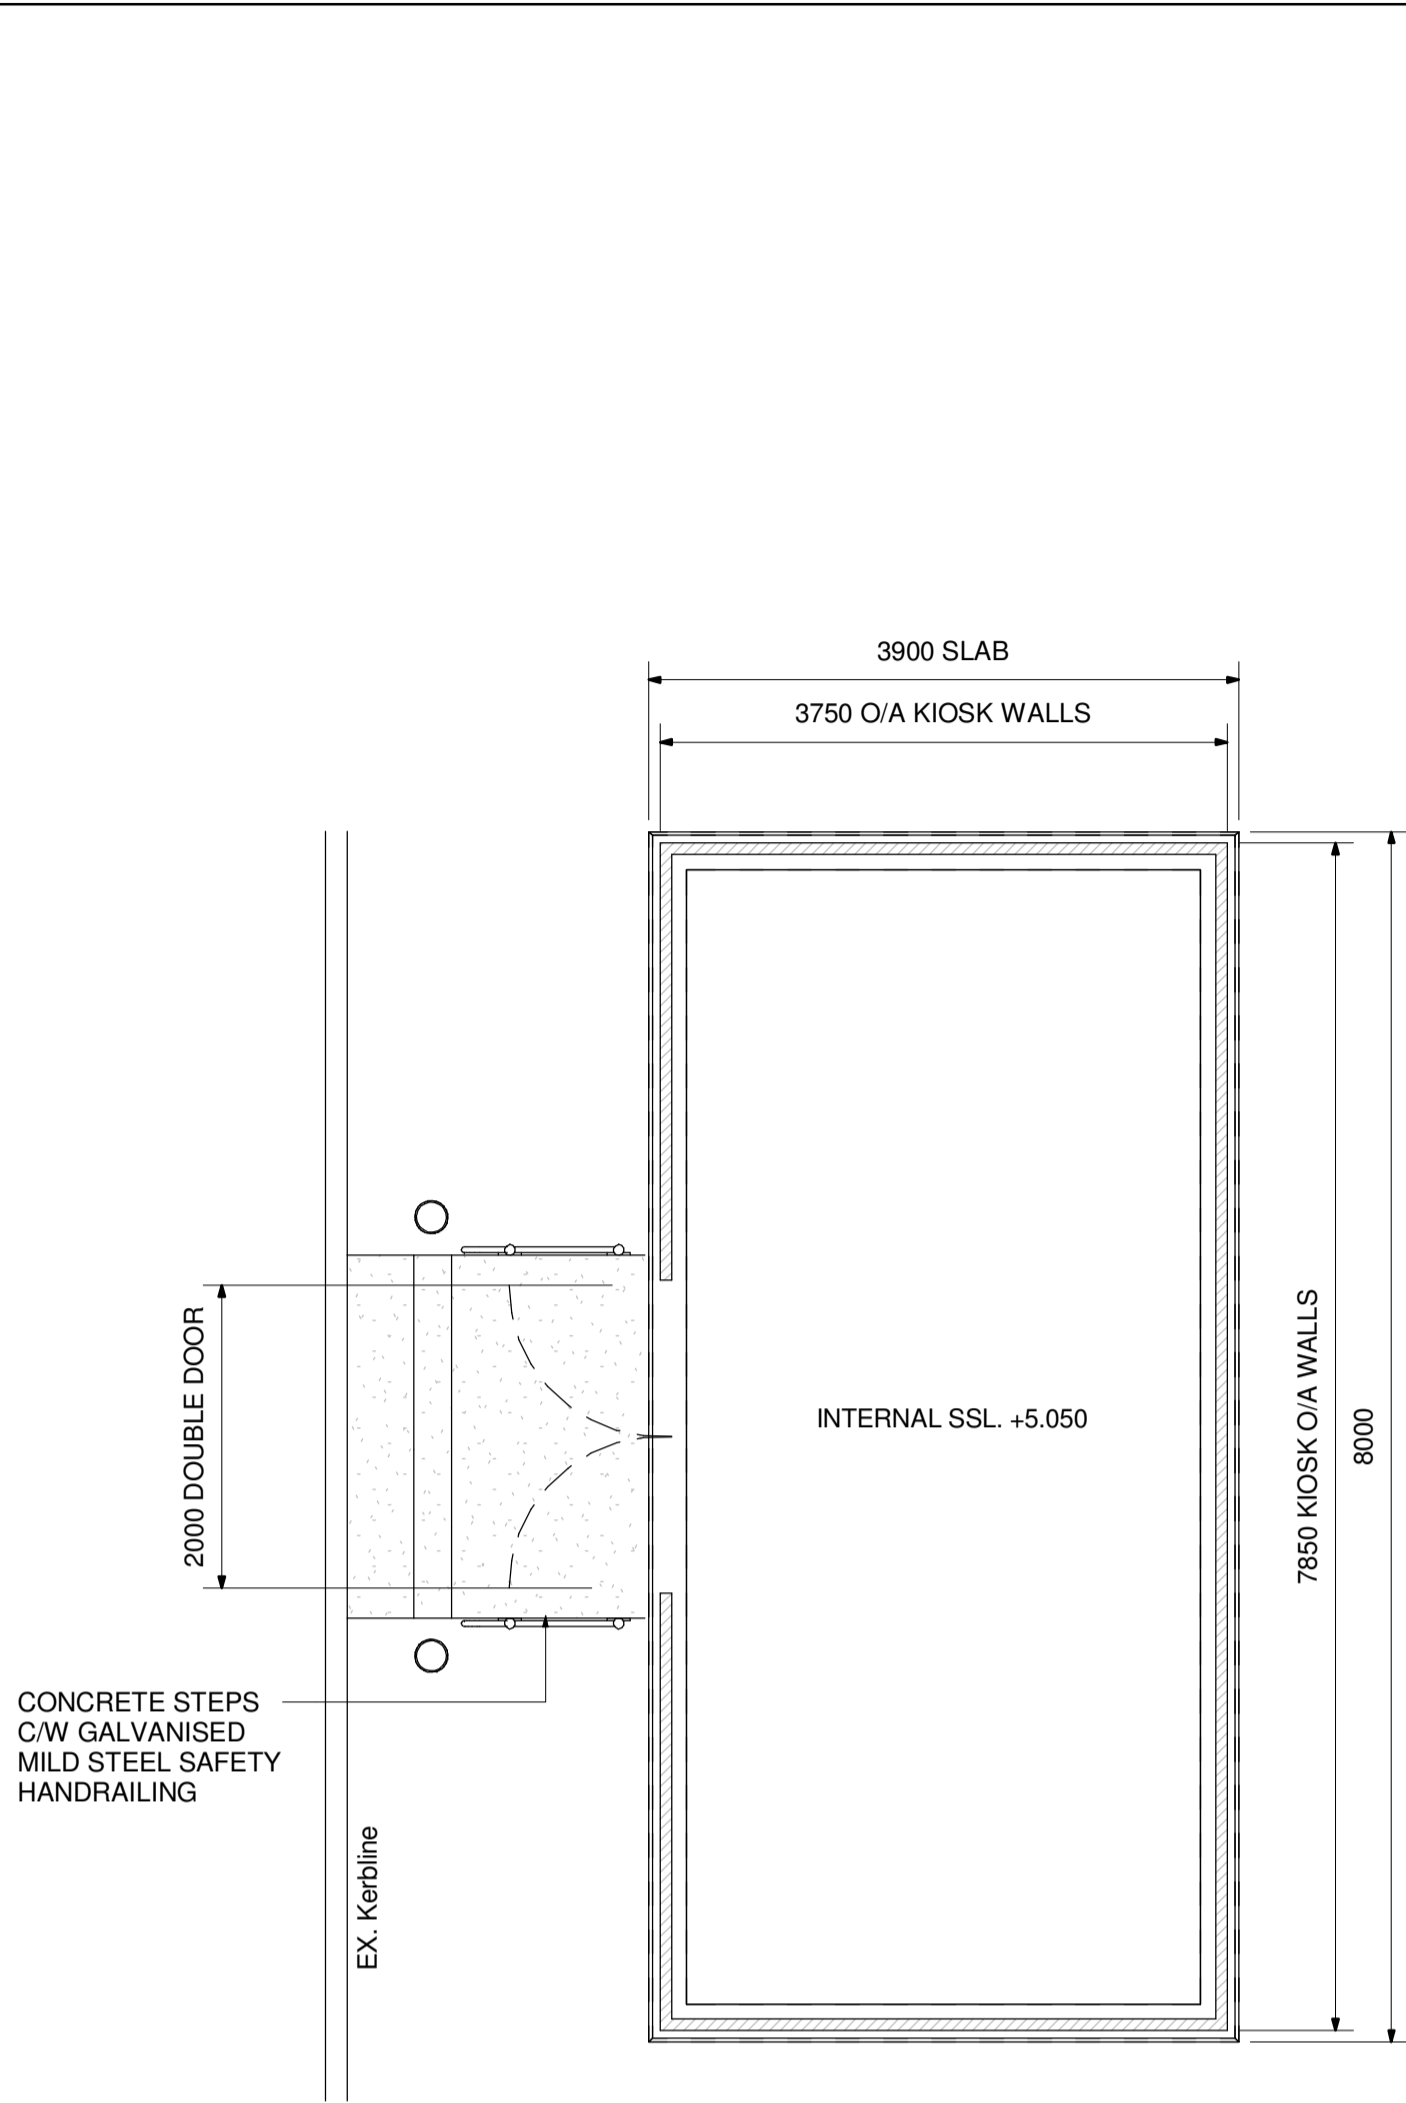 3900 SLAB
3750 O/A KIOSK WALLS
2000 DOUBLE DOOR
INTERNAL SSL. +5.050
7850 KIOSK O/A WALLS
8000
CONCRETE STEPS
C/W GALVANISED
MILD STEEL SAFETY
HANDRAILING
EX. Kerbline